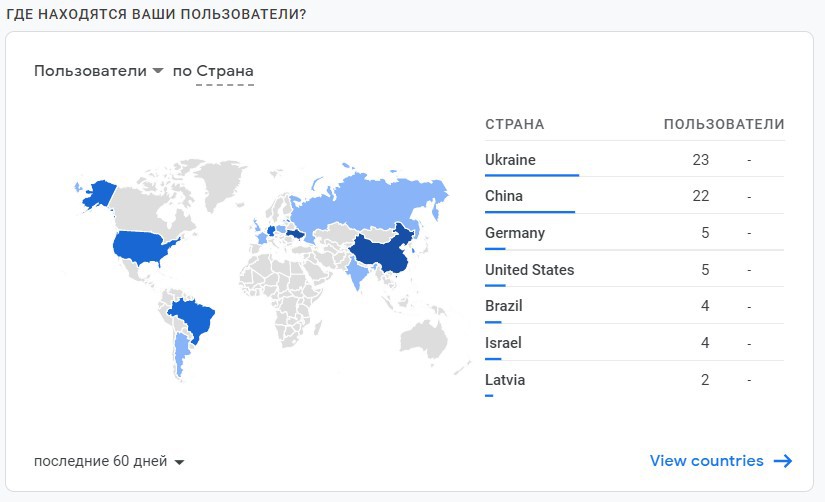 ГДЕ НАХОДЯТСЯ ВАШИ ПОЛЬЗОВАТЕЛИ?
Пользователи по Страна
СТРАНА ПОЛЬЗОВАТЕЛИ
Ukraine 23 -
China 22 -
Germany 5 -
United States 5 -
Brazil 4 -
Israel 4 -
Latvia 2 -
последние 60 дней
View countries